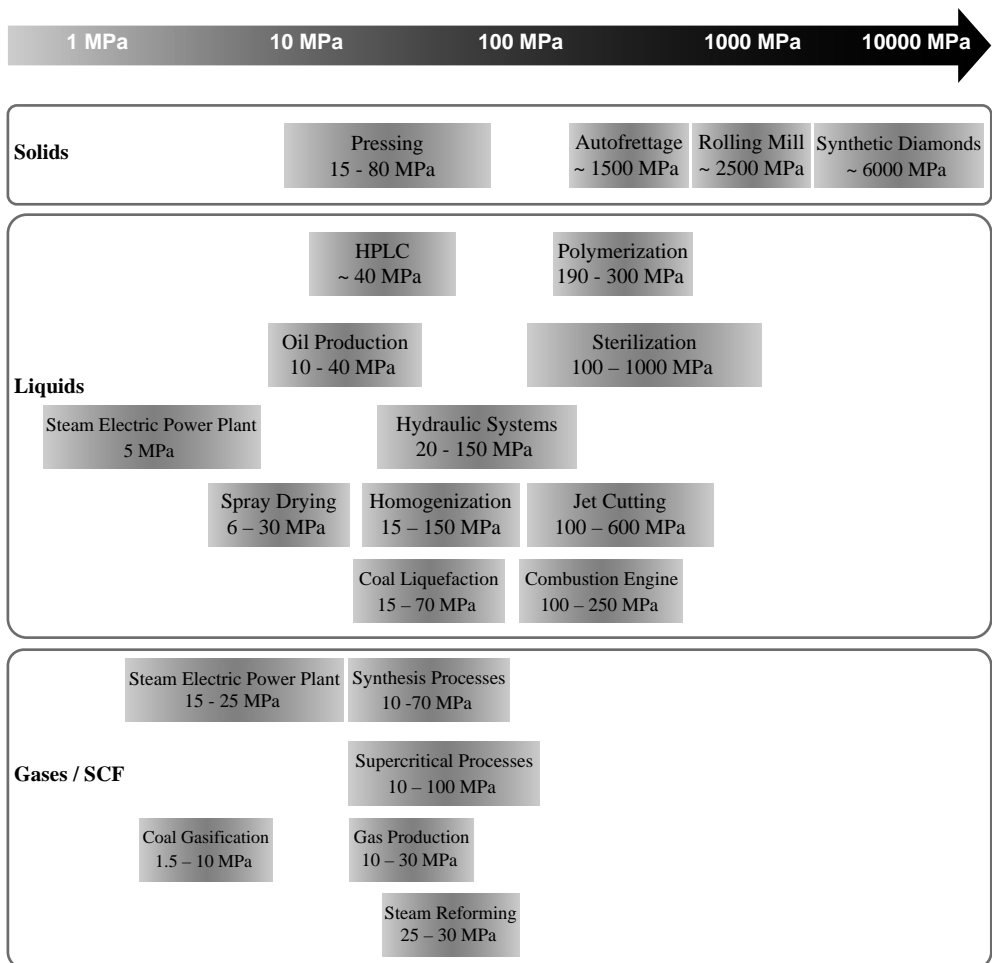 1 MPa 10 MPa 100 MPa 1000 MPa 10000 MPa
Solids
Pressing
15 - 80 MPa
Autofrettage
~ 1500 MPa
Rolling Mill
~ 2500 MPa
Synthetic Diamonds
~ 6000 MPa
Liquids
HPLC
~ 40 MPa
Polymerization
190 - 300 MPa
Oil Production
10 - 40 MPa
Sterilization
100 – 1000 MPa
Steam Electric Power Plant
5 MPa
Hydraulic Systems
20 - 150 MPa
Spray Drying
6 – 30 MPa
Homogenization
15 – 150 MPa
Jet Cutting
100 – 600 MPa
Coal Liquefaction
15 – 70 MPa
Combustion Engine
100 – 250 MPa
Gases / SCF
Steam Electric Power Plant
15 - 25 MPa
Synthesis Processes
10 -70 MPa
Supercritical Processes
10 – 100 MPa
Coal Gasification
1.5 – 10 MPa
Gas Production
10 – 30 MPa
Steam Reforming
25 – 30 MPa